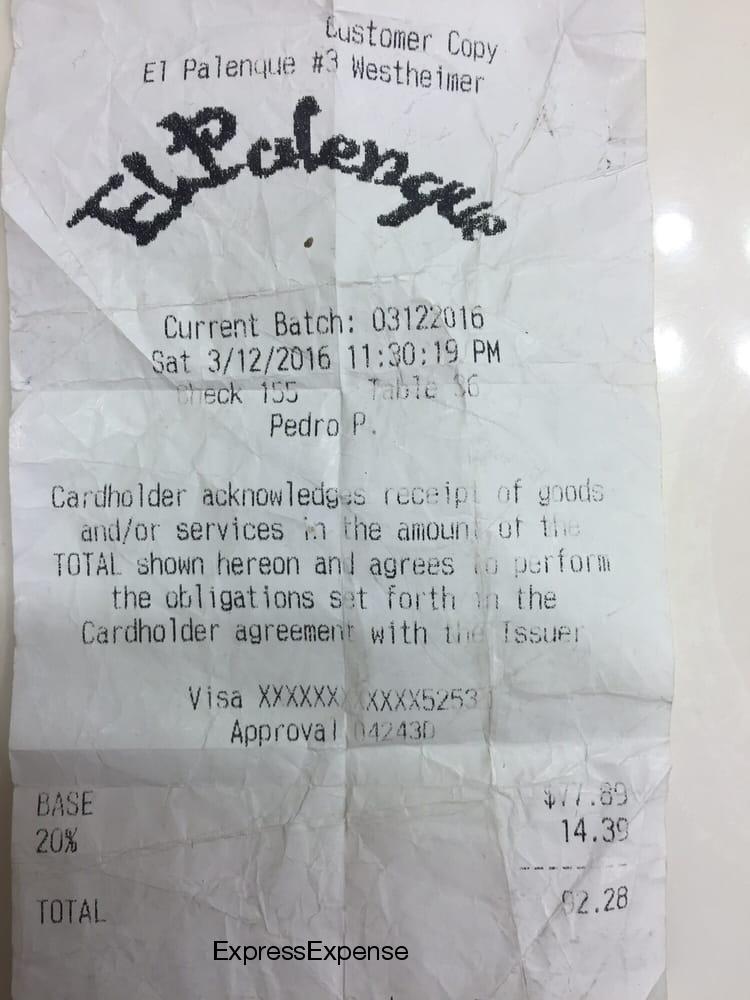 Customer Copy
El Palenque #3 Westheimer
El Palenque
Current Batch: 03122016
Sat 3/12/2016 11:30:19 PM
Check 155 Table 36
Pedro P.
Cardholder acknowledges receipt of goods
and/or services in the amount of the
TOTAL shown hereon and agrees to perform
the obligations set forth in the
Cardholder agreement with the Issuer
Visa XXXXXXXXXXXX5253
Approval 04243D
BASE $77.89
20% 14.39
TOTAL 92.28
ExpressExpense